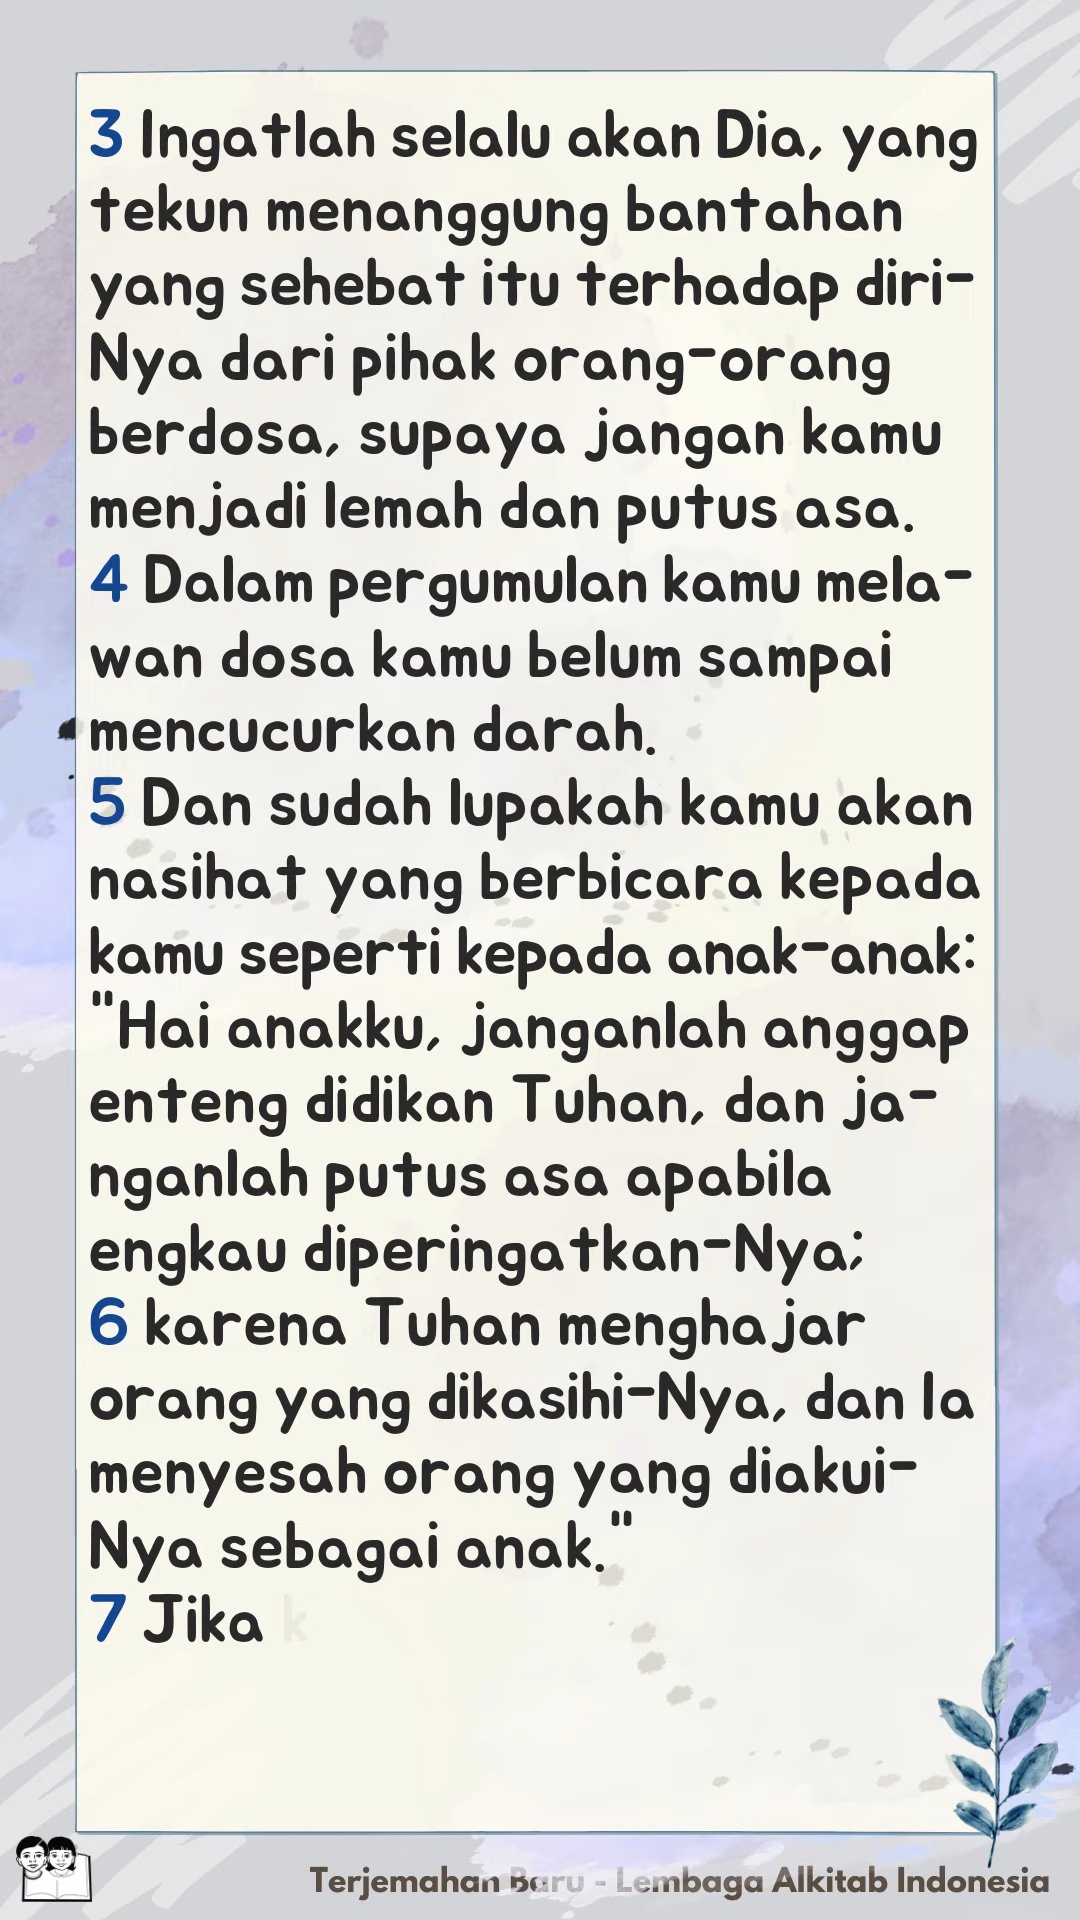 3 Ingatlah selalu akan Dia, yang
tekun menanggung bantahan
yang sehebat itu terhadap diri-
Nya dari pihak orang-orang
berdosa, supaya jangan kamu
menjadi lemah dan putus asa.
4 Dalam pergumulan kamu mela-
wan dosa kamu belum sampai
mencucurkan darah.
5 Dan sudah lupakah kamu akan
nasihat yang berbicara kepada
kamu seperti kepada anak-anak:
"Hai anakku, janganlah anggap
enteng didikan Tuhan, dan ja-
nganlah putus asa apabila
engkau diperingatkan-Nya;
6 karena Tuhan menghajar
orang yang dikasihi-Nya, dan Ia
menyesah orang yang diakui-
Nya sebagai anak."
7 Jika k
Terjemahan Baru - Lembaga Alkitab Indonesia